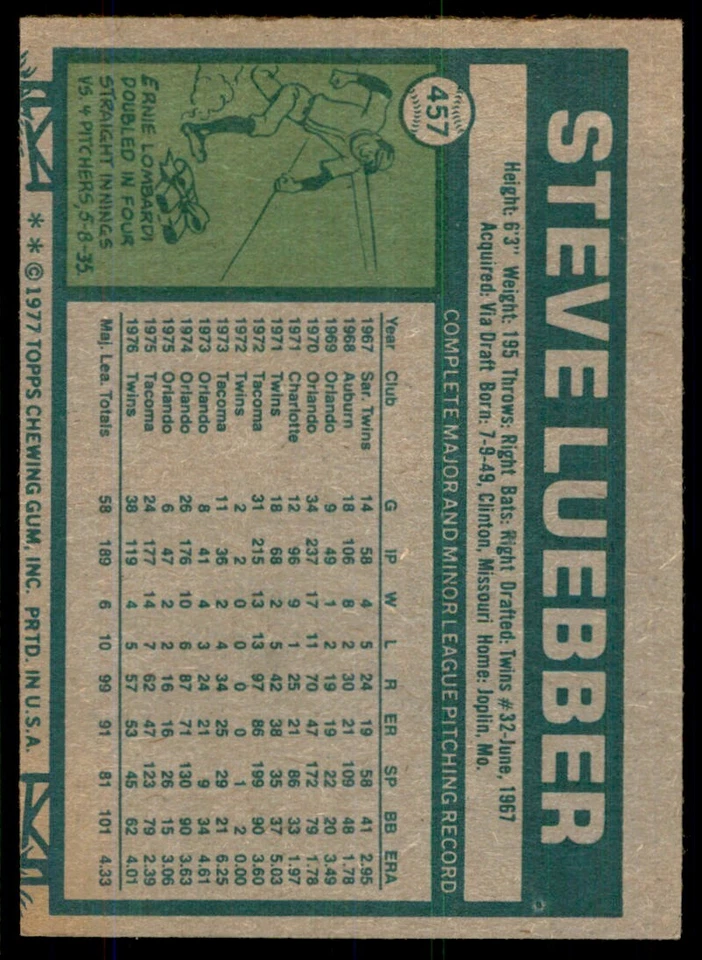 STEVE LUEBBER
457
Height: 6'3" Weight: 195 Throws: Right Bats: Right Drafted: Twins #32-June, 1967
Acquired: Via Draft Born: 7-9-49, Clinton, Missouri Home: Joplin, Mo.
COMPLETE MAJOR AND MINOR LEAGUE PITCHING RECORD
Year Club G IP W L R ER SP BB ERA
1967 Sar. Twins 14 58 4 5 24 19 58 41 2.95
1968 Auburn 18 106 8 2 30 21 109 48 1.78
1969 Orlando 9 49 1 2 19 19 22 20 3.49
1970 Orlando 34 237 17 11 70 47 172 79 1.78
1971 Charlotte 12 96 9 1 25 21 86 33 1.97
1971 Twins 18 68 2 5 42 38 35 37 5.03
1972 Tacoma 31 215 13 13 97 86 199 90 3.60
1972 Twins 2 2 0 0 0 0 1 2 0.00
1973 Tacoma 11 36 2 4 34 25 29 21 6.25
1973 Orlando 8 41 4 3 24 21 9 34 4.61
1974 Orlando 26 176 10 6 87 71 130 90 3.63
1975 Orlando 6 47 2 2 16 16 26 15 3.06
1975 Tacoma 24 177 14 7 62 47 123 79 2.39
1976 Twins 38 119 4 5 57 53 45 62 4.01
Maj. Lea. Totals 58 189 6 10 99 91 81 101 4.33
ERNIE LOMBARDI
DOUBLED IN FOUR
STRAIGHT INNINGS
VS. 4 PITCHERS, 5-8-35.
* * © 1977 TOPPS CHEWING GUM, INC. PRTD. IN U.S.A.